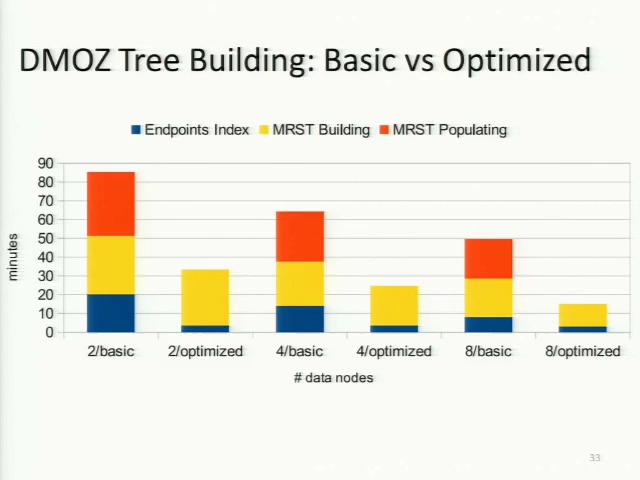 DMOZ Tree Building: Basic vs Optimized
Endpoints Index MRST Building MRST Populating
90
80
70
60
50
40
30
20
10
0
minutes
2/basic 2/optimized 4/basic 4/optimized 8/basic 8/optimized
# data nodes
33